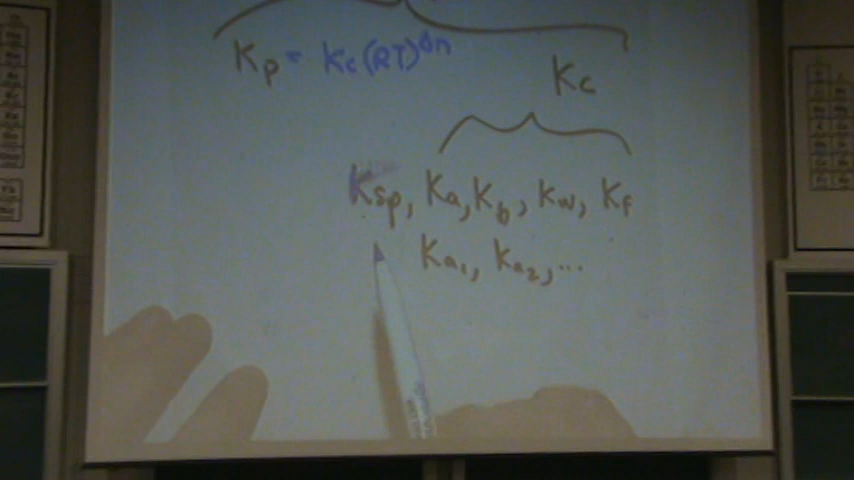 Kp = Kc(RT)^Δn
Kc
Ksp, Ka, Kb, Kw, Kf
Ka₁, Ka₂, ...